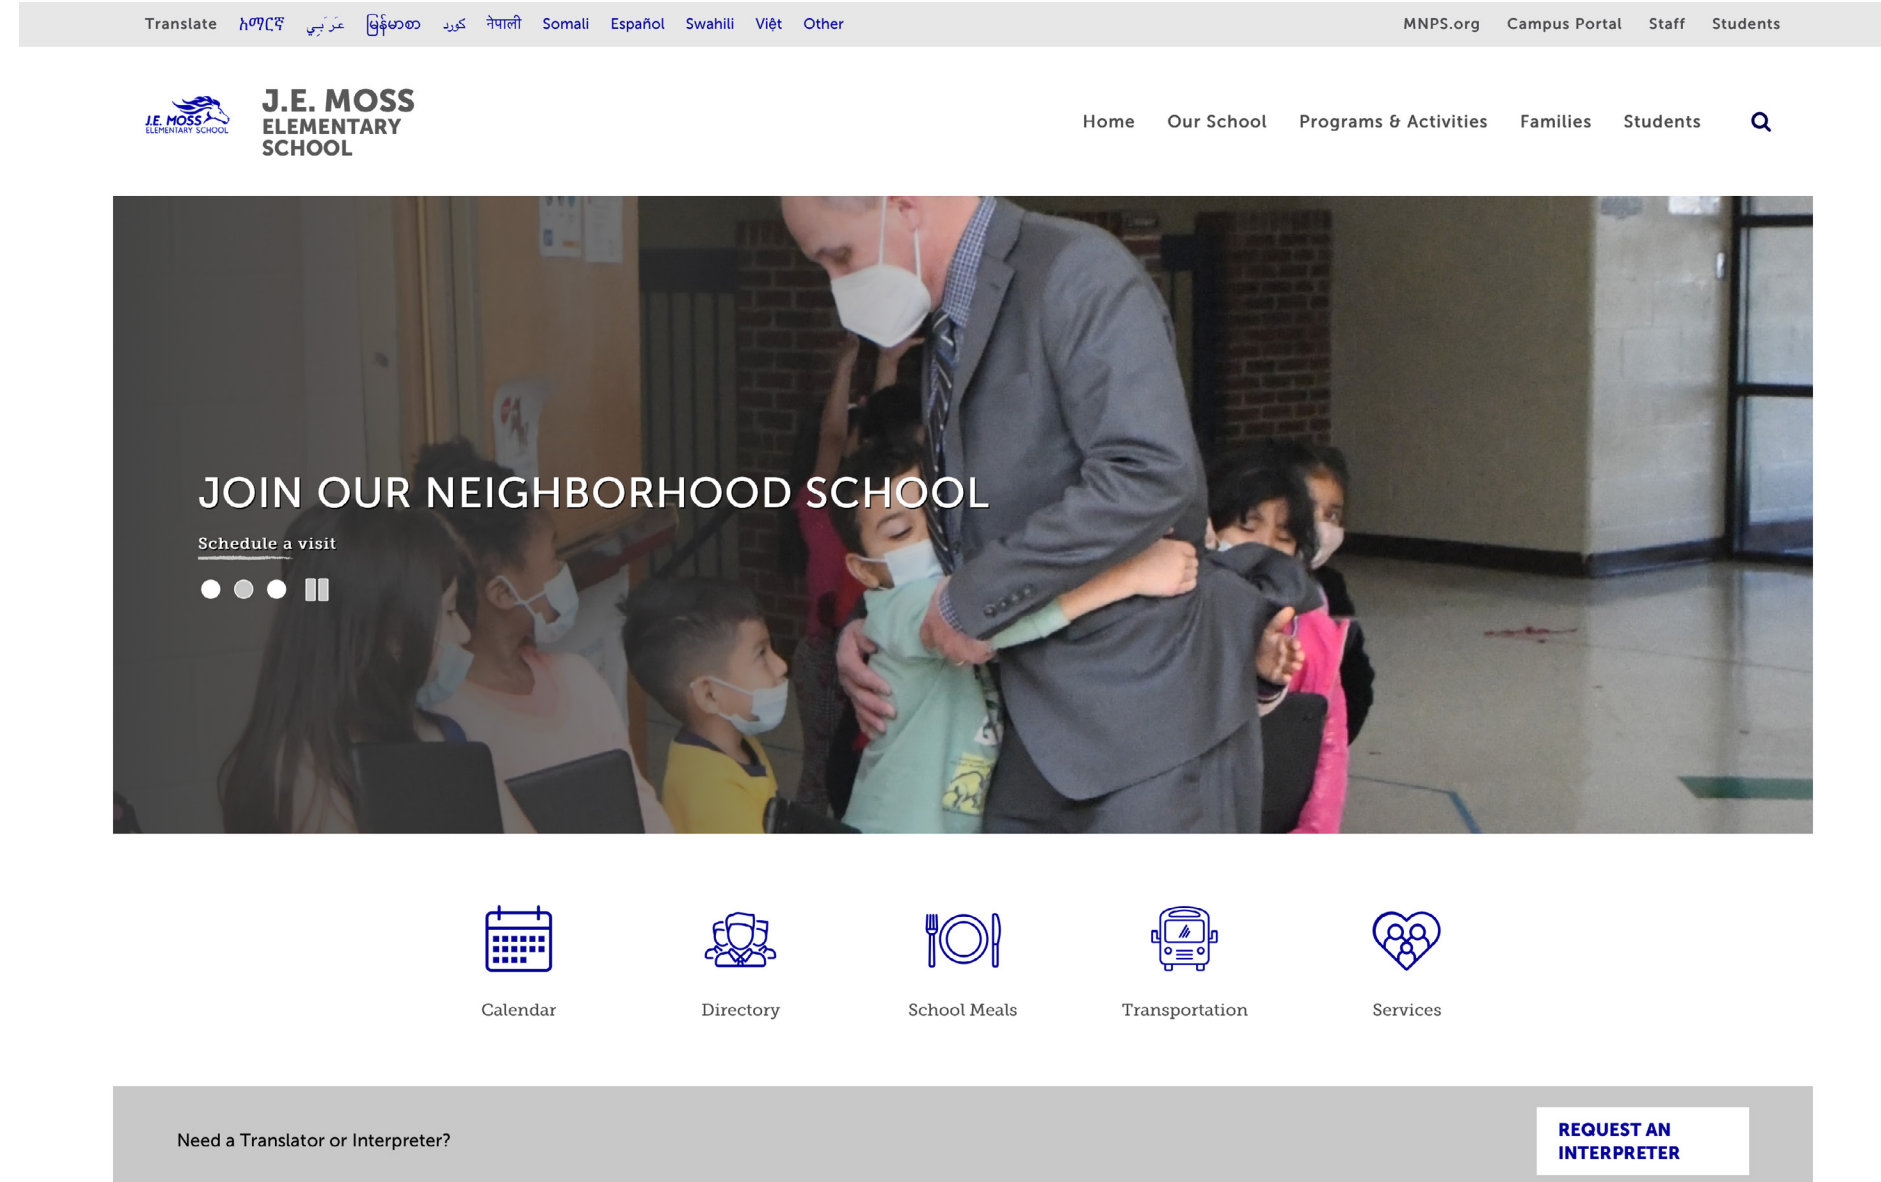 Translate አማርኛ عَرَبِي မြန်မာစာ کورد नेपाली Somali Español Swahili Việt Other MNPS.org Campus Portal Staff Students
J.E. MOSS
ELEMENTARY SCHOOL
J.E. MOSS
ELEMENTARY
SCHOOL
Home Our School Programs & Activities Families Students
JOIN OUR NEIGHBORHOOD SCHOOL
Schedule a visit
Calendar Directory School Meals Transportation Services
Need a Translator or Interpreter?
REQUEST AN
INTERPRETER